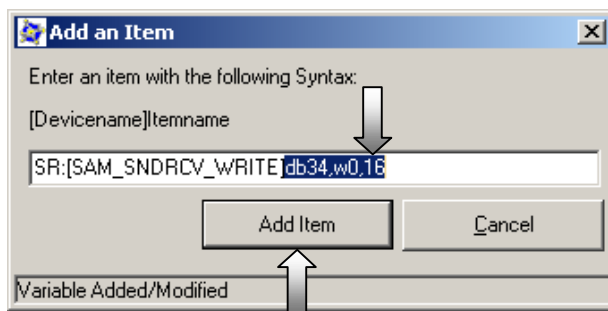 Add an Item
Enter an item with the following Syntax:
[Devicename]Itemname
SR:[SAM_SNDRCV_WRITE]db34,w0,16
Add Item
Cancel
Variable Added/Modified